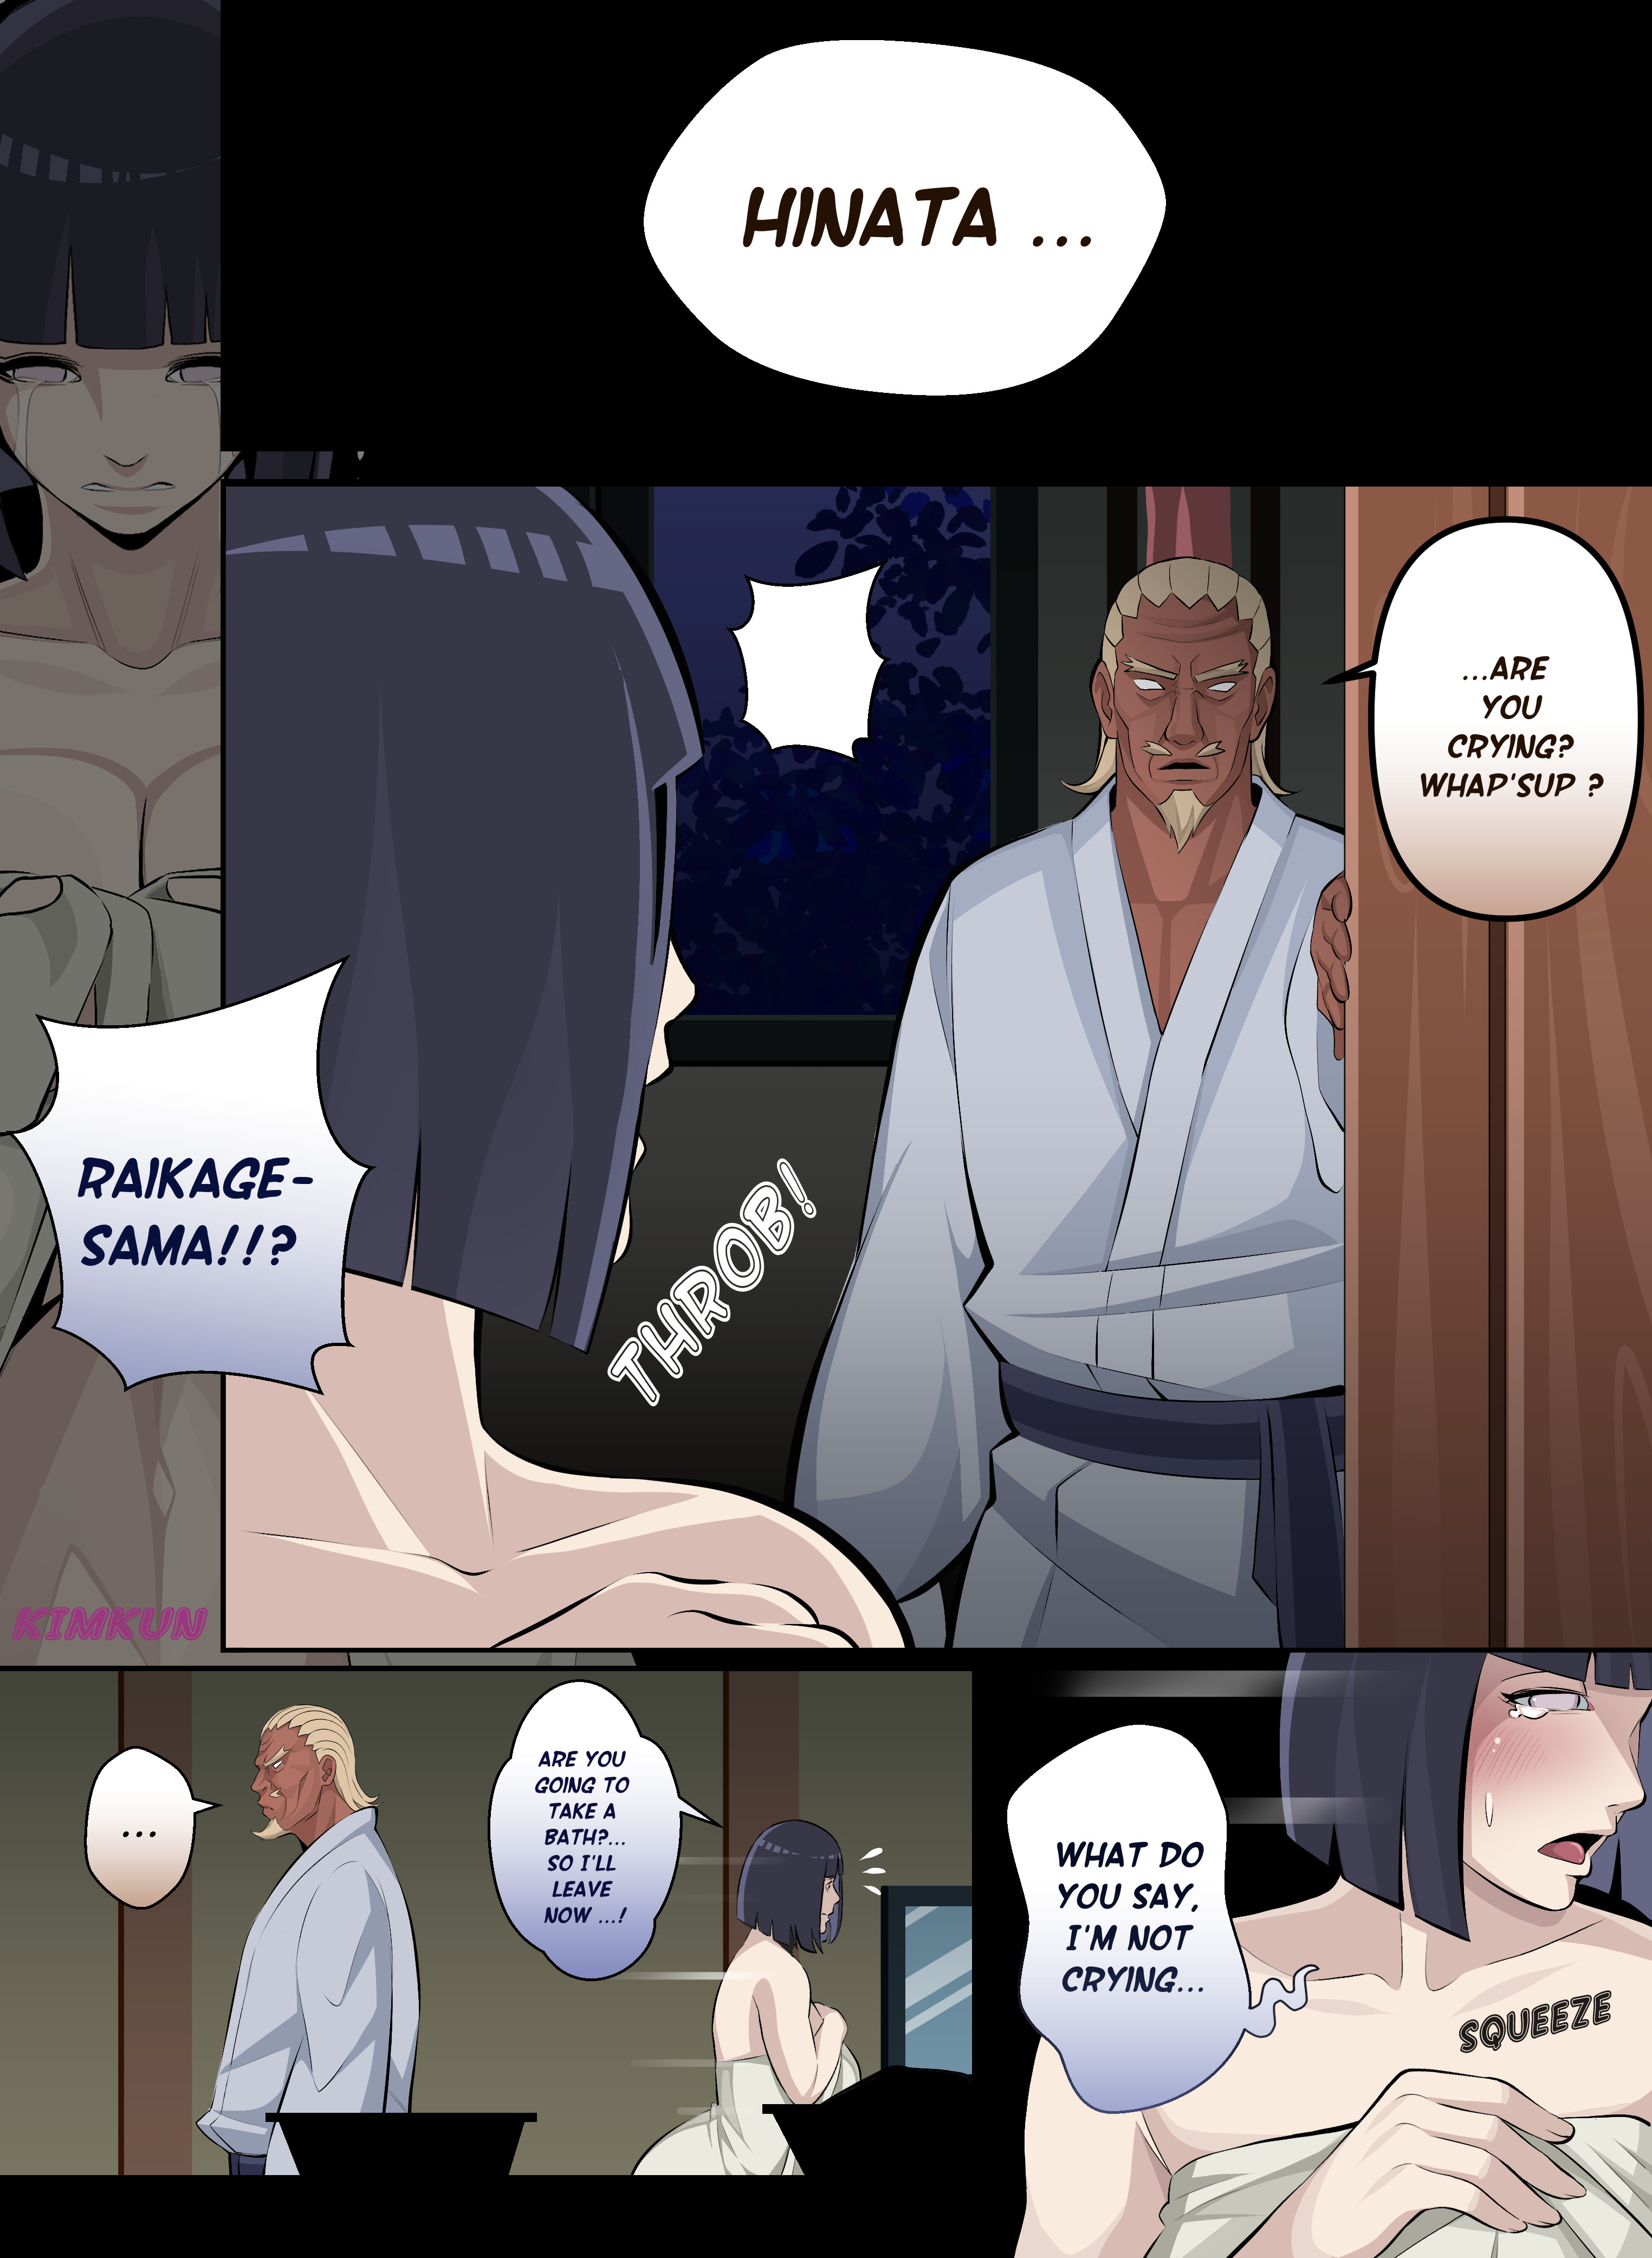 HINATA ...
...ARE
YOU
CRYING?
WHAP'SUP ?
RAIKAGE-
SAMA!!?
THROB!
KIMKUN
...
ARE YOU
GOING TO
TAKE A
BATH?...
SO I'LL
LEAVE
NOW ...!
WHAT DO
YOU SAY,
I'M NOT
CRYING...
SQUEEZE